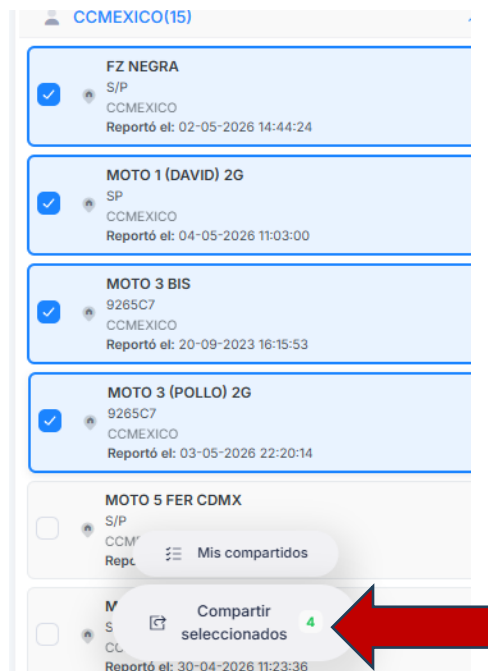 CCMEXICO(15)
FZ NEGRA
S/P
CCMEXICO
Reportó el: 02-05-2026 14:44:24
MOTO 1 (DAVID) 2G
SP
CCMEXICO
Reportó el: 04-05-2026 11:03:00
MOTO 3 BIS
9265C7
CCMEXICO
Reportó el: 20-09-2023 16:15:53
MOTO 3 (POLLO) 2G
9265C7
CCMEXICO
Reportó el: 03-05-2026 22:20:14
MOTO 5 FER CDMX
S/P
Mis compartidos
Compartir
seleccionados 4
Reportó el: 30-04-2026 11:23:36